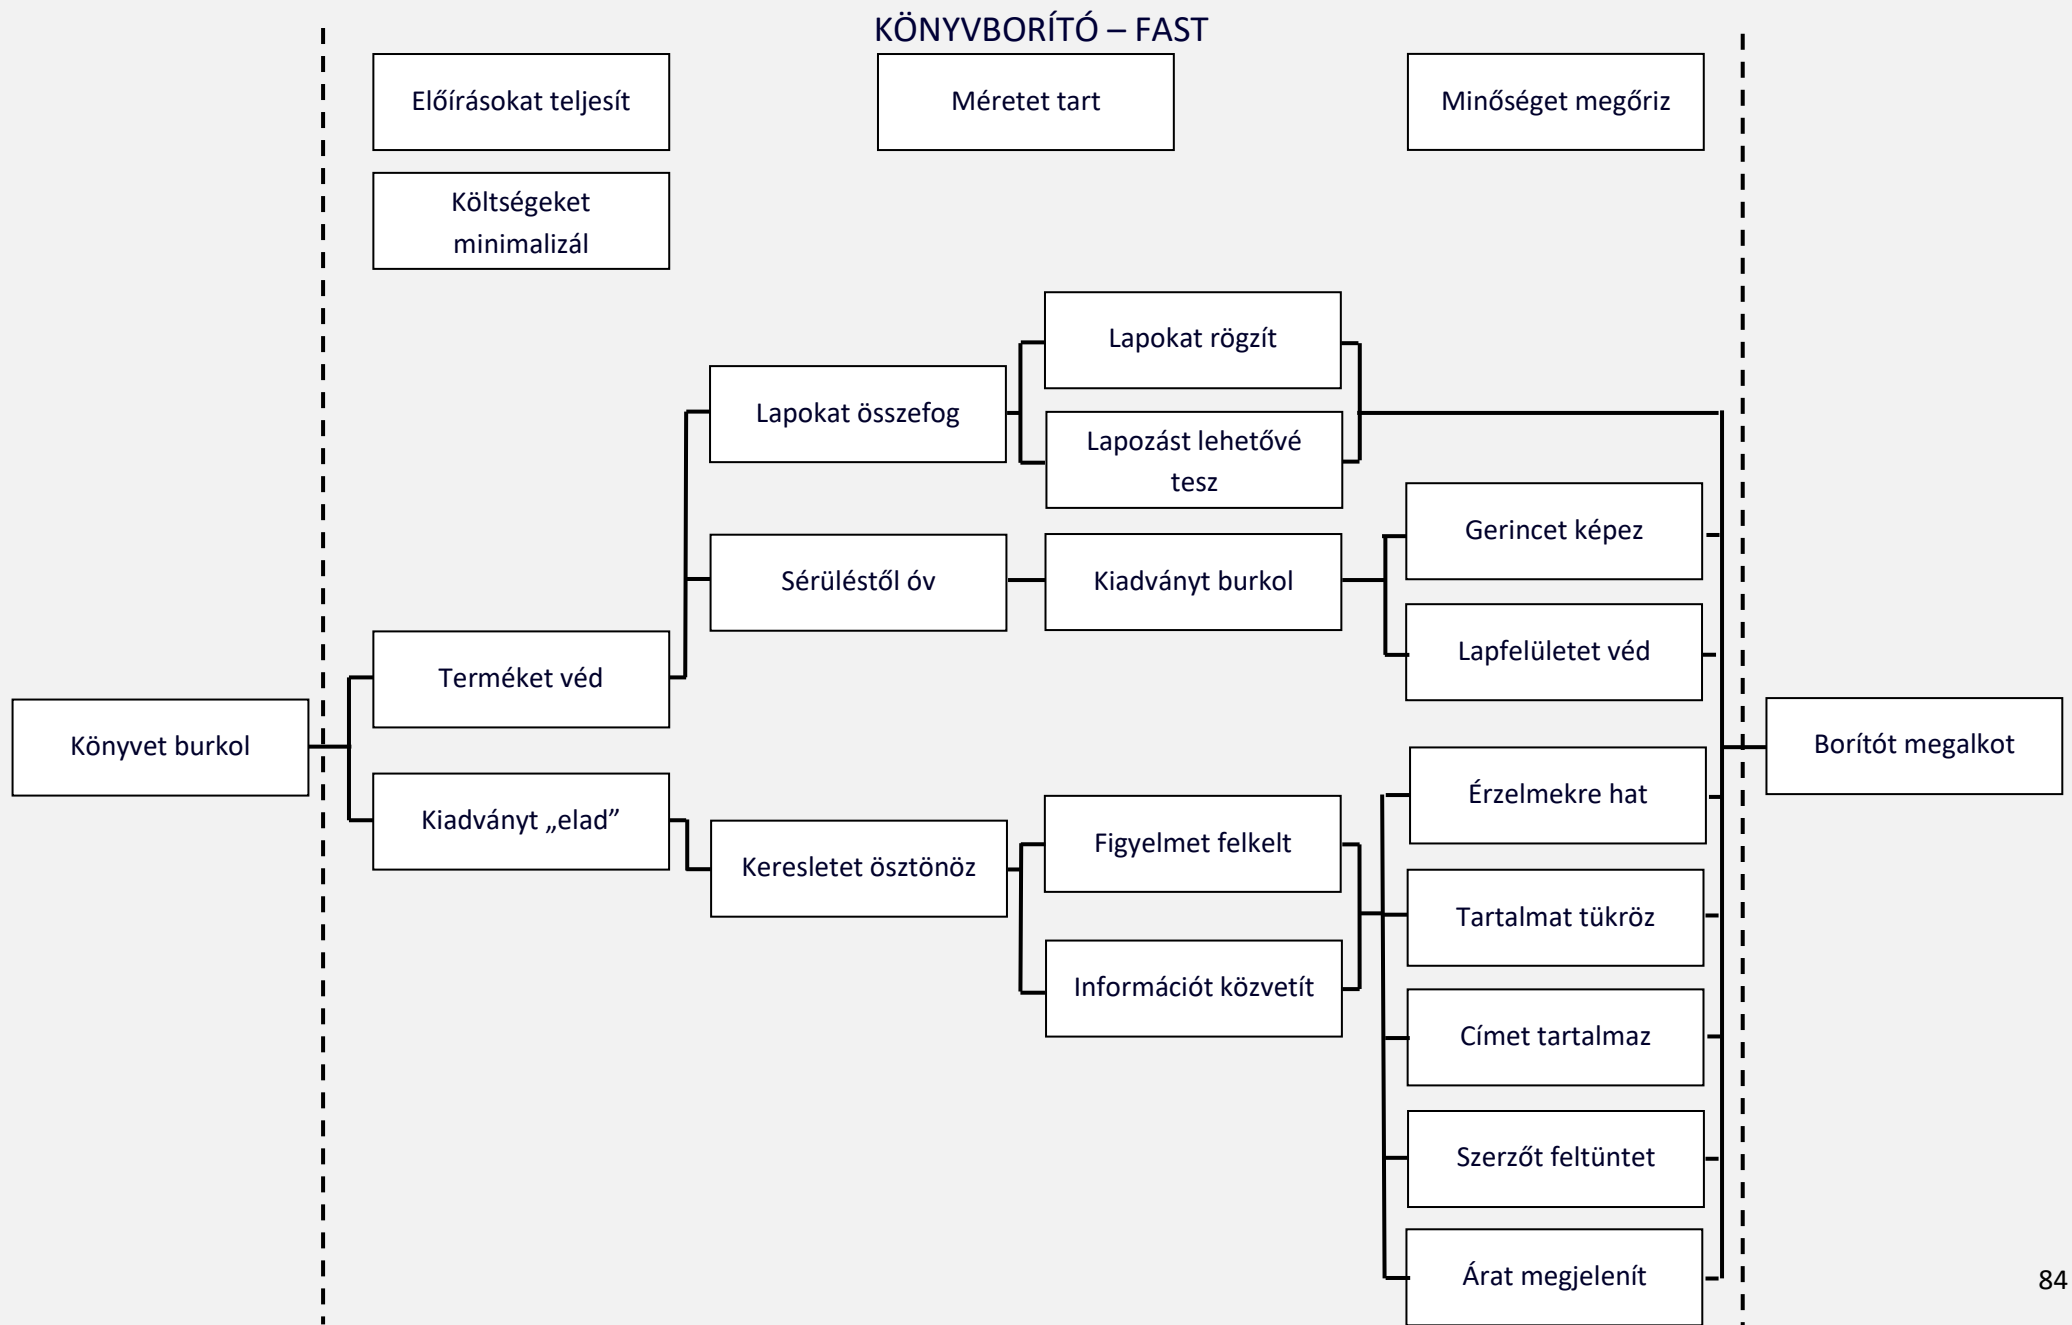 KÖNYVBORÍTÓ – FAST
Előírásokat teljesít
Méretet tart
Minőséget megőriz
Költségeket
minimalizál
Lapokat rögzít
Lapokat összefog
Lapozást lehetővé
tesz
Gerincet képez
Sérüléstől óv
Kiadványt burkol
Lapfelületet véd
Terméket véd
Könyvet burkol
Borítót megalkot
Kiadványt „elad”
Érzelmekre hat
Figyelmet felkelt
Keresletet ösztönöz
Tartalmat tükröz
Információt közvetít
Címet tartalmaz
Szerzőt feltüntet
Árat megjelenít
84